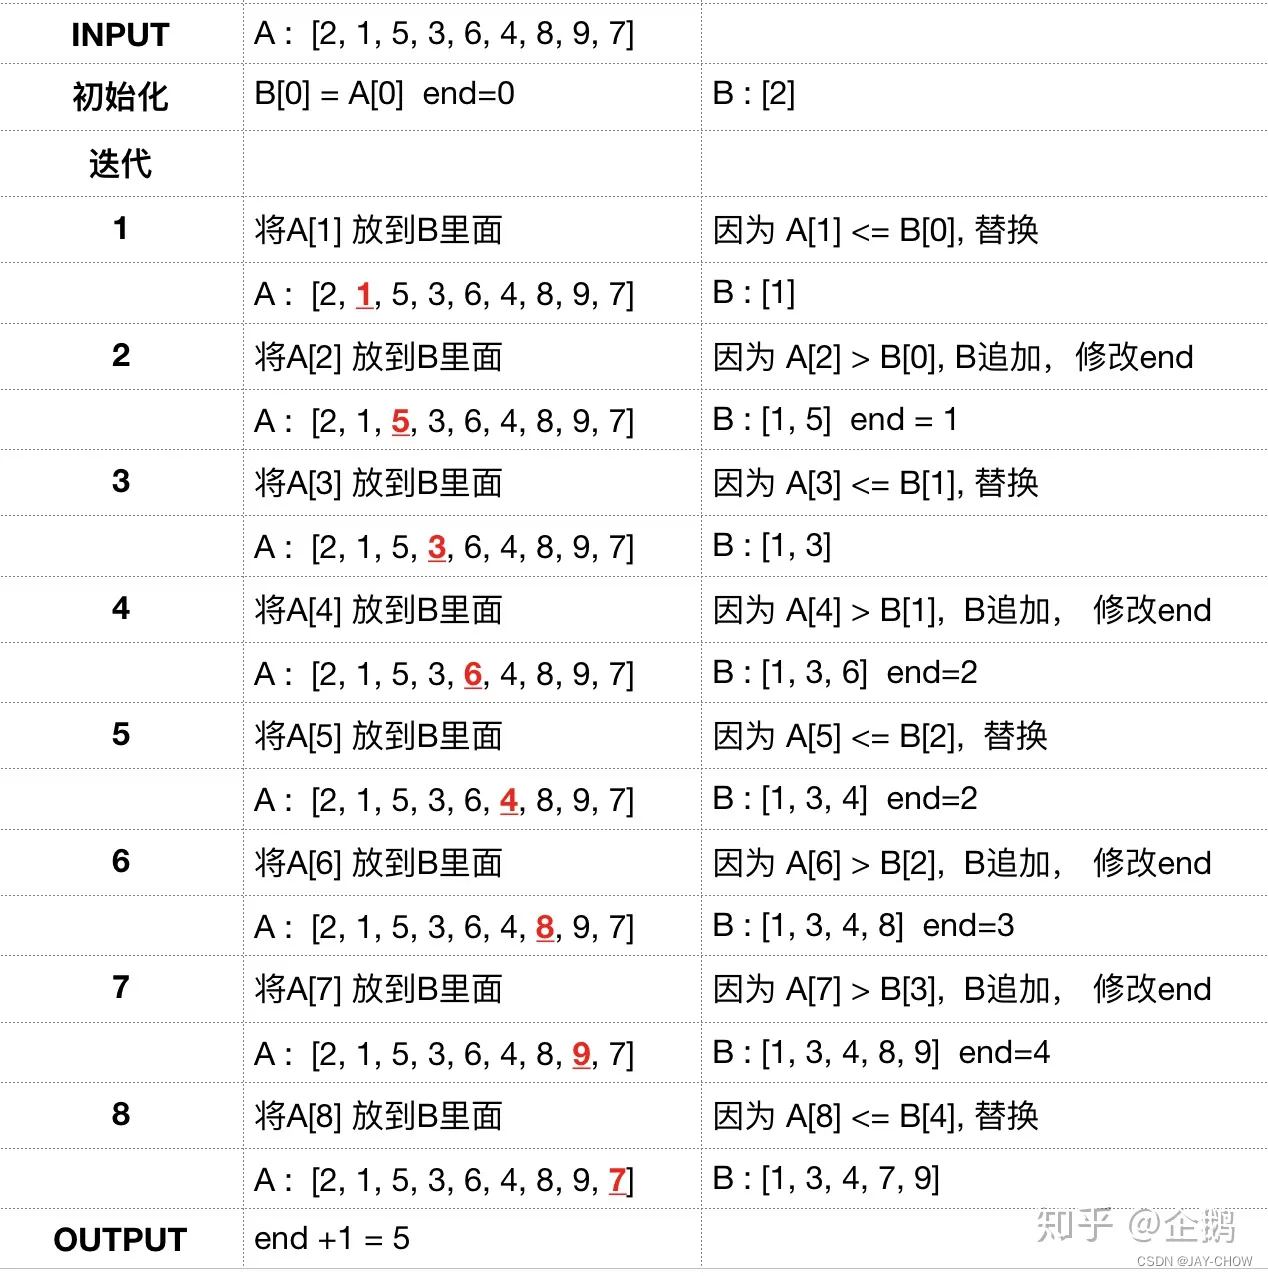 INPUT A : [2, 1, 5, 3, 6, 4, 8, 9, 7]
初始化 B[0] = A[0] end=0 B : [2]
迭代
1 将A[1] 放到B里面 因为 A[1] <= B[0], 替换
A : [2, 1, 5, 3, 6, 4, 8, 9, 7] B : [1]
2 将A[2] 放到B里面 因为 A[2] > B[0], B追加，修改end
A : [2, 1, 5, 3, 6, 4, 8, 9, 7] B : [1, 5] end = 1
3 将A[3] 放到B里面 因为 A[3] <= B[1], 替换
A : [2, 1, 5, 3, 6, 4, 8, 9, 7] B : [1, 3]
4 将A[4] 放到B里面 因为 A[4] > B[1], B追加， 修改end
A : [2, 1, 5, 3, 6, 4, 8, 9, 7] B : [1, 3, 6] end=2
5 将A[5] 放到B里面 因为 A[5] <= B[2], 替换
A : [2, 1, 5, 3, 6, 4, 8, 9, 7] B : [1, 3, 4] end=2
6 将A[6] 放到B里面 因为 A[6] > B[2], B追加， 修改end
A : [2, 1, 5, 3, 6, 4, 8, 9, 7] B : [1, 3, 4, 8] end=3
7 将A[7] 放到B里面 因为 A[7] > B[3], B追加， 修改end
A : [2, 1, 5, 3, 6, 4, 8, 9, 7] B : [1, 3, 4, 8, 9] end=4
8 将A[8] 放到B里面 因为 A[8] <= B[4], 替换
A : [2, 1, 5, 3, 6, 4, 8, 9, 7] B : [1, 3, 4, 7, 9]
OUTPUT end +1 = 5
知乎 @企鹅
CSDN @JAY-CHOW